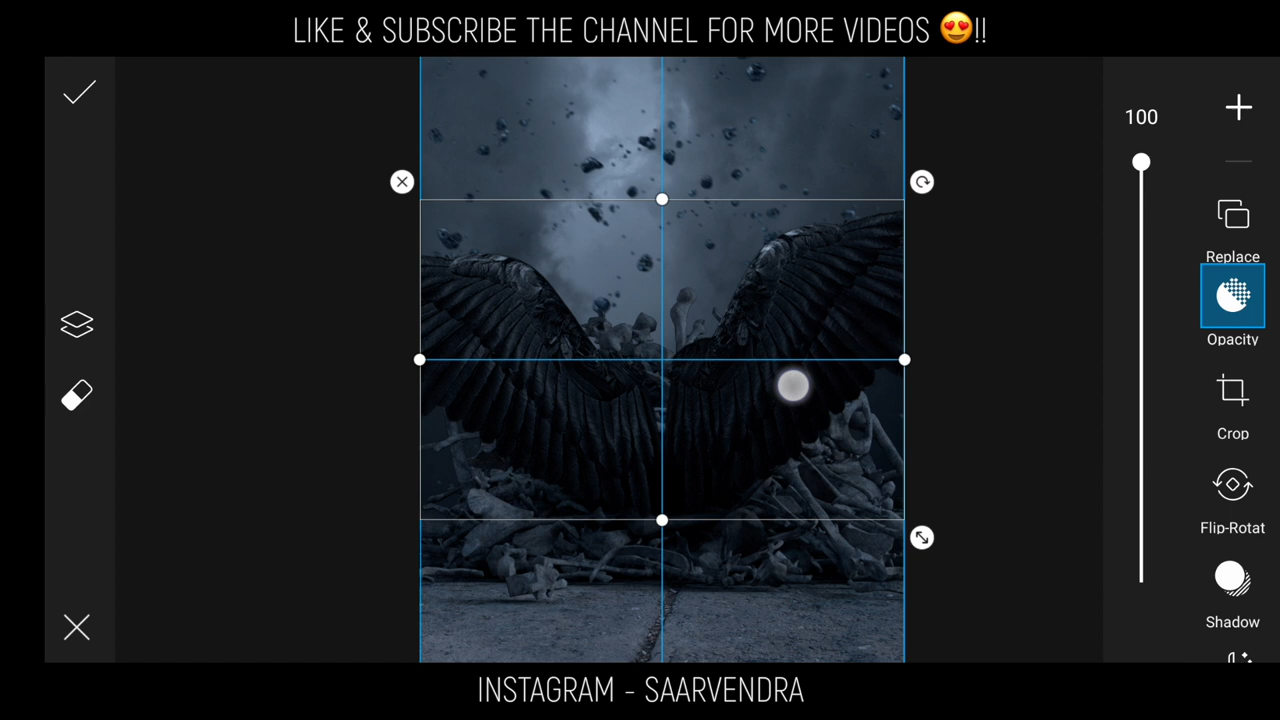 LIKE & SUBSCRIBE THE CHANNEL FOR MORE VIDEOS 😍!!
100
Replace
Opacity
Crop
Flip-Rotat
Shadow
INSTAGRAM - SAARVENDRA